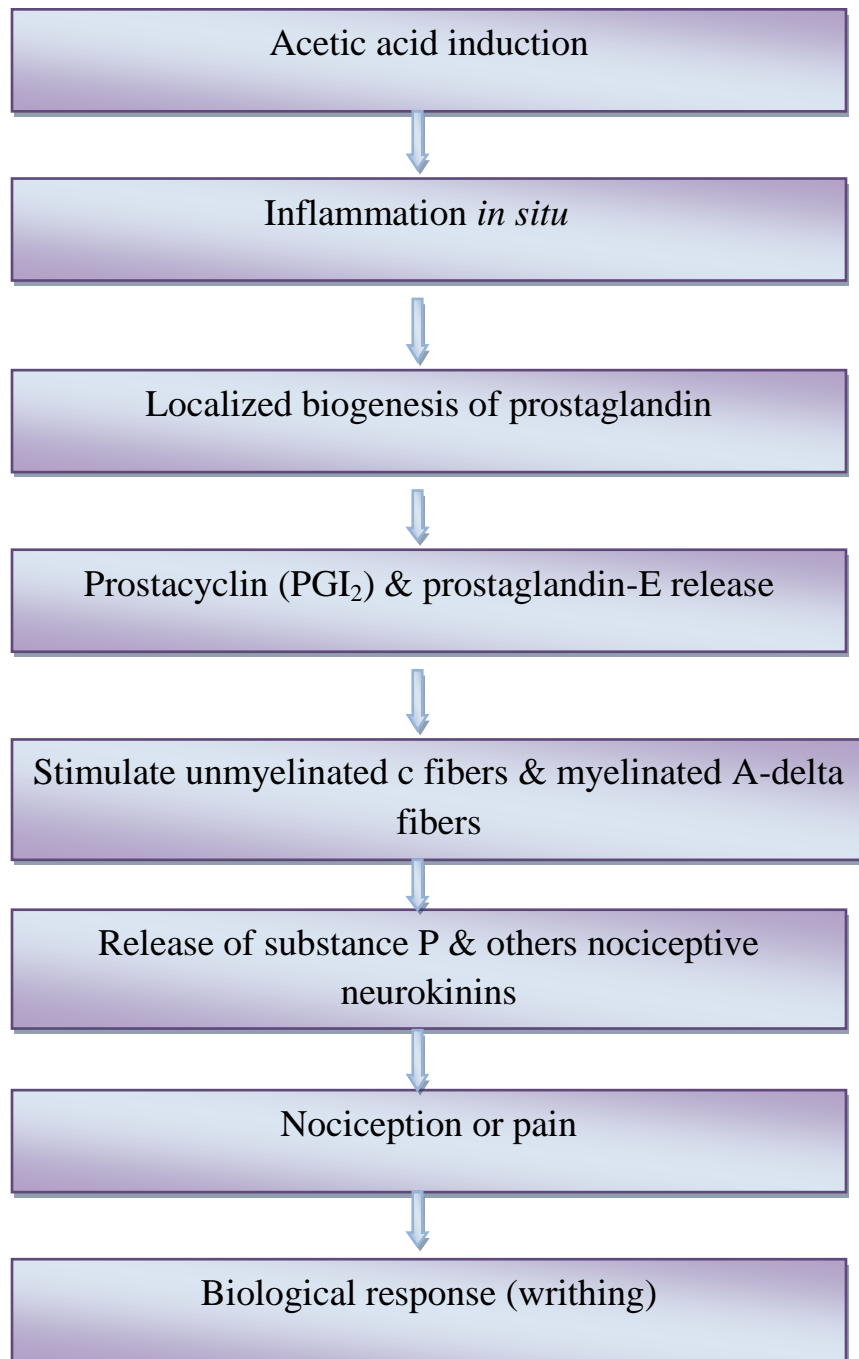 Acetic acid induction
Inflammation in situ
Localized biogenesis of prostaglandin
Prostacyclin (PGI₂) & prostaglandin-E release
Stimulate unmyelinated c fibers & myelinated A-delta
fibers
Release of substance P & others nociceptive
neurokinins
Nociception or pain
Biological response (writhing)